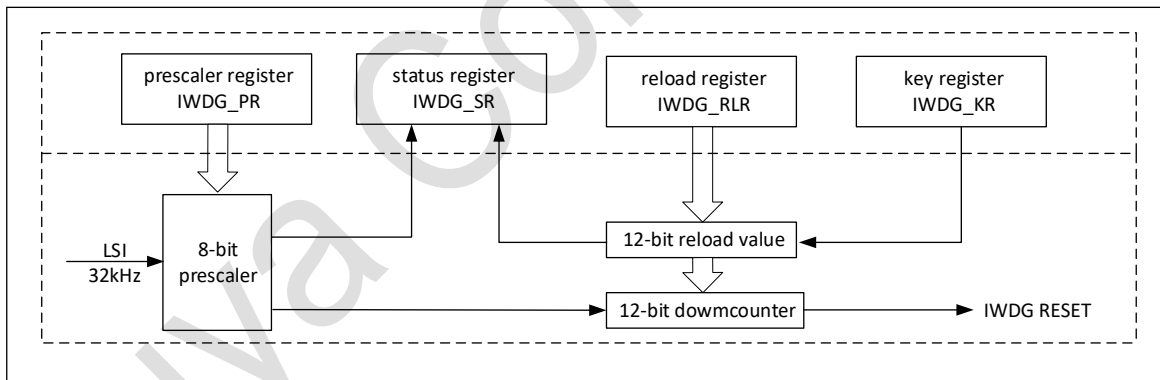 prescaler register
IWDG_PR
status register
IWDG_SR
reload register
IWDG_RLR
key register
IWDG_KR
LSI
32kHz
8-bit
prescaler
12-bit reload value
12-bit dowmcounter
IWDG RESET